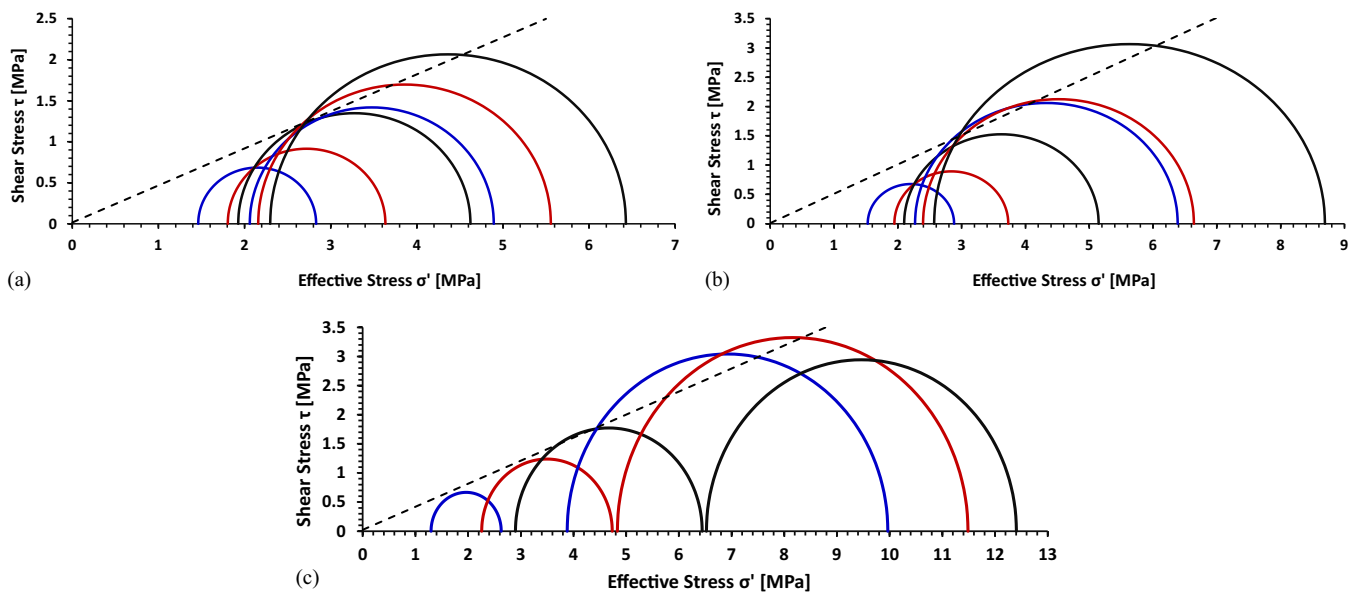 2.5
2
1.5
1
0.5
0
Shear Stress τ [MPa]
0 1 2 3 4 5 6 7
Effective Stress σ' [MPa]
(a)
3.5
3
2.5
2
1.5
1
0.5
0
Shear Stress τ [MPa]
0 1 2 3 4 5 6 7 8 9
Effective Stress σ' [MPa]
(b)
3.5
3
2.5
2
1.5
1
0.5
0
Shear Stress τ [MPa]
0 1 2 3 4 5 6 7 8 9 10 11 12 13
Effective Stress σ' [MPa]
(c)